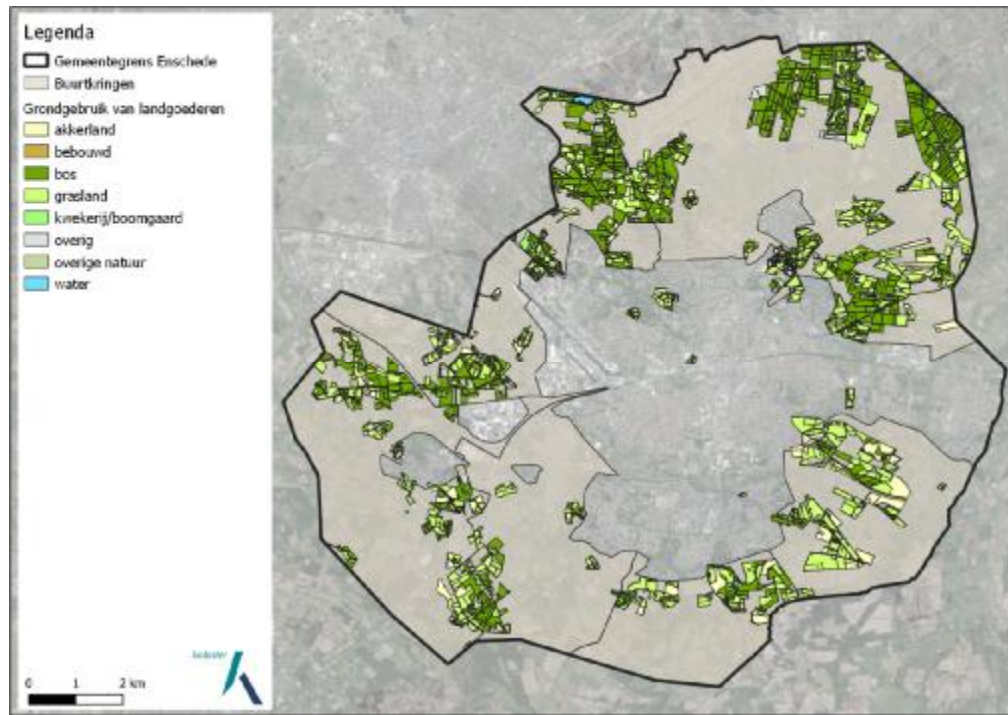 Legenda
Gemeentegrens Enschede
Buurtkringen
Grondgebruik van landgoederen
akkerland
bebouwd
bos
grasland
kwekerij/boomgaard
overig
overige natuur
water
kadaster
0 1 2 km